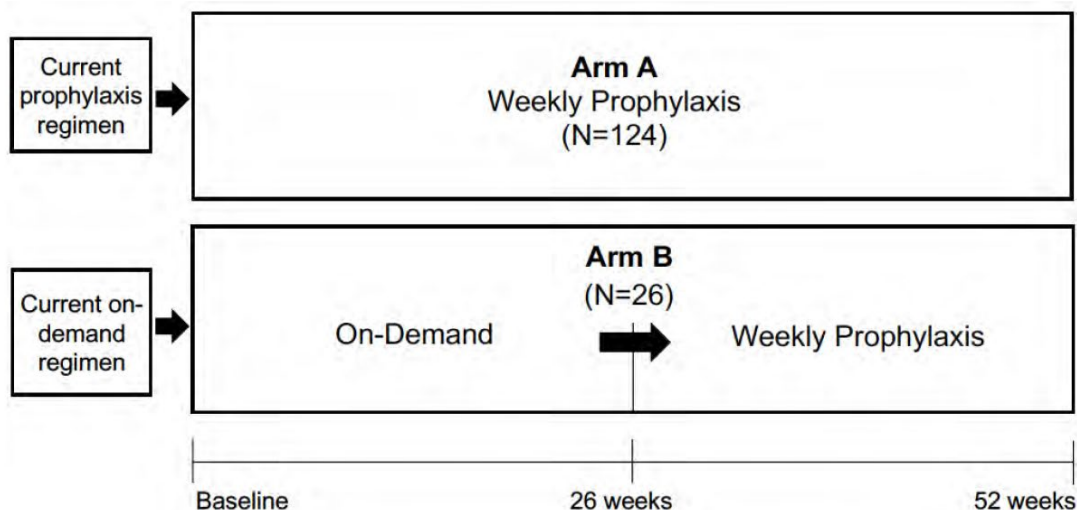 Current
prophylaxis
regimen
Arm A
Weekly Prophylaxis
(N=124)
Current on-
demand
regimen
Arm B
(N=26)
On-Demand
Weekly Prophylaxis
Baseline
26 weeks
52 weeks